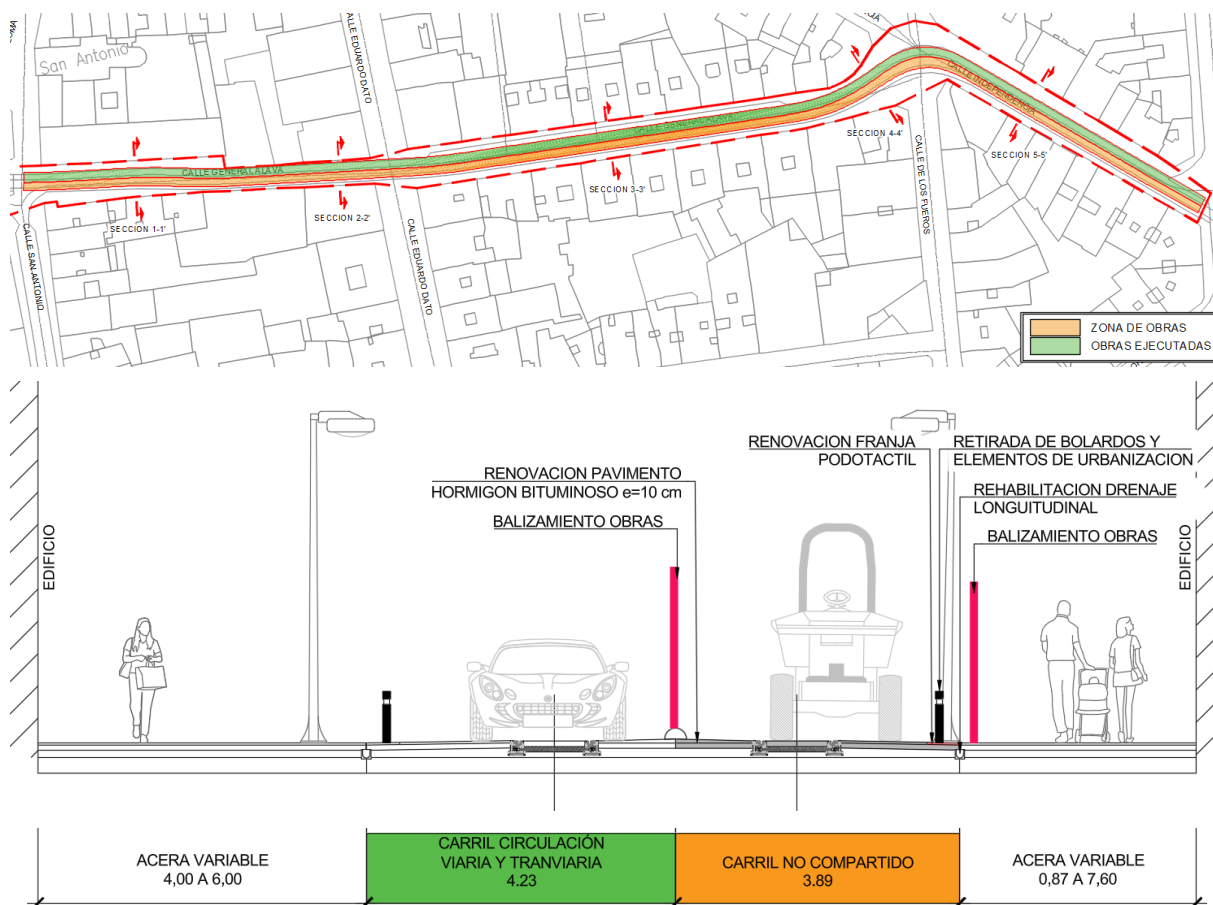 San Antonio
CALLE EDUARDO DATO
CALLE GENERAL ALAVA
CALLE GENERAL ALAVA
CALLE INDEPENDENCIA
SECCION 1-1'
SECCION 2-2'
SECCION 3-3'
SECCION 4-4'
SECCION 5-5'
CALLE SAN ANTONIO
CALLE EDUARDO DATO
CALLE DE LOS FUEROS
ZONA DE OBRAS
OBRAS EJECUTADAS
RENOVACION PAVIMENTO
HORMIGON BITUMINOSO e=10 cm
BALIZAMIENTO OBRAS
RENOVACION FRANJA
PODOTACTIL
RETIRADA DE BOLARDOS Y
ELEMENTOS DE URBANIZACION
REHABILITACION DRENAJE
LONGUITUDINAL
BALIZAMIENTO OBRAS
EDIFICIO
EDIFICIO
ACERA VARIABLE
4,00 A 6,00
CARRIL CIRCULACIÓN
VIARIA Y TRANVIARIA
4.23
CARRIL NO COMPARTIDO
3.89
ACERA VARIABLE
0,87 A 7,60